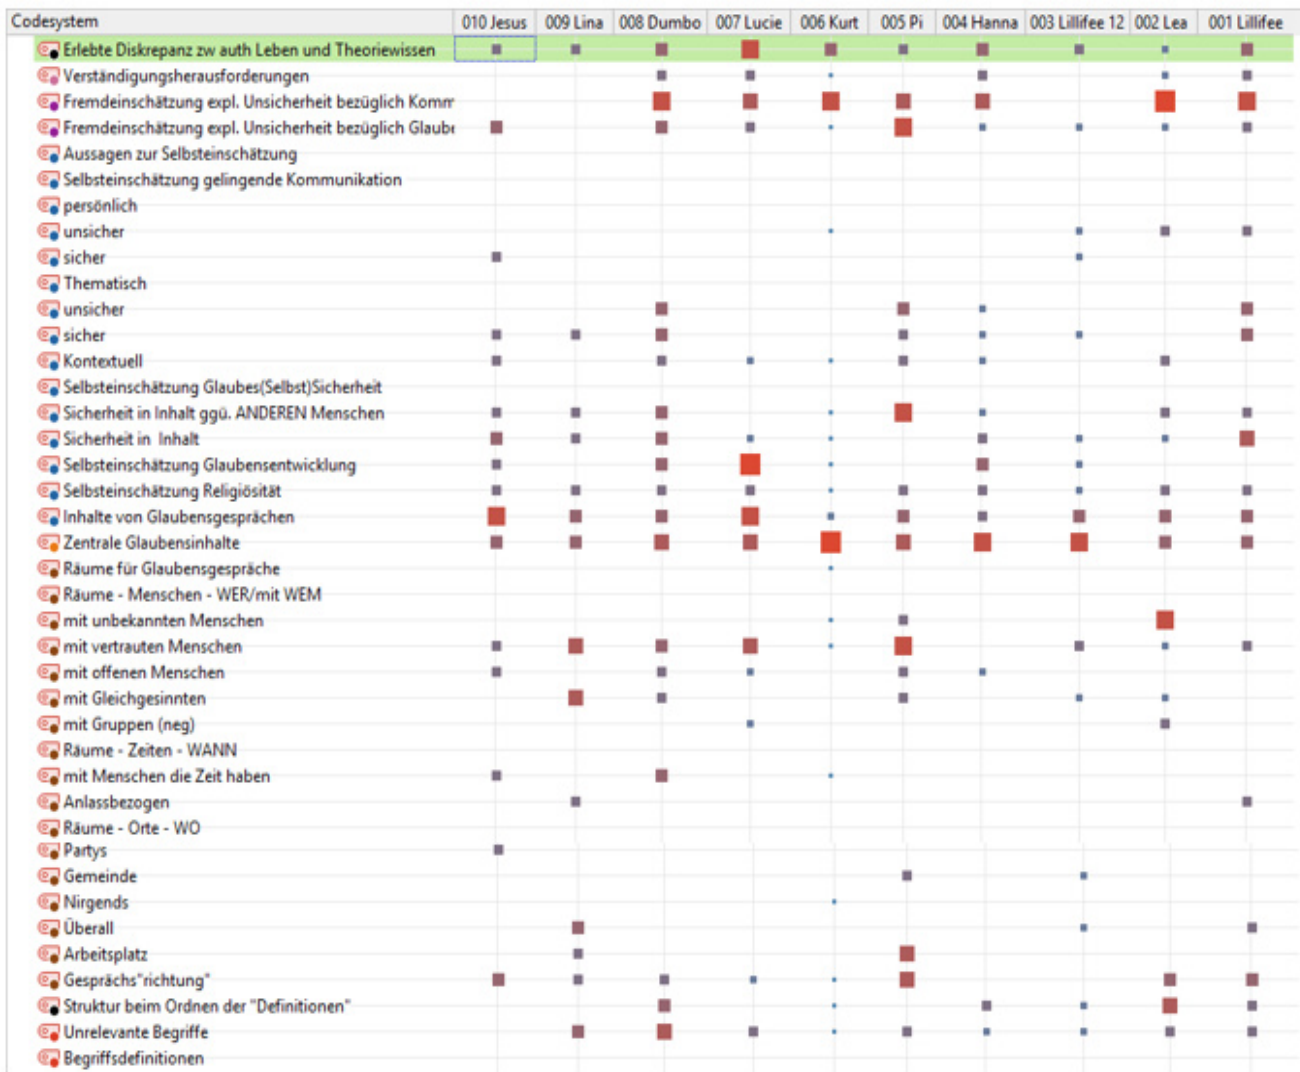 Codesystem 010 Jesus 009 Lina 008 Dumbo 007 Lucie 006 Kurt 005 Pi 004 Hanna 003 Lillifee 12 002 Lea 001 Lillifee
Erlebte Diskrepanz zw auth Leben und Theoriewissen
Verständigungsherausforderungen
Fremdeinschätzung expl. Unsicherheit bezüglich Komm
Fremdeinschätzung expl. Unsicherheit bezüglich Glaube
Aussagen zur Selbsteinschätzung
Selbsteinschätzung gelingende Kommunikation
persönlich
unsicher
sicher
Thematisch
unsicher
sicher
Kontextuell
Selbsteinschätzung Glaubes(Selbst)Sicherheit
Sicherheit in Inhalt ggü. ANDEREN Menschen
Sicherheit in Inhalt
Selbsteinschätzung Glaubensentwicklung
Selbsteinschätzung Religiösität
Inhalte von Glaubensgesprächen
Zentrale Glaubensinhalte
Räume für Glaubensgespräche
Räume - Menschen - WER/mit WEM
mit unbekannten Menschen
mit vertrauten Menschen
mit offenen Menschen
mit Gleichgesinnten
mit Gruppen (neg)
Räume - Zeiten - WANN
mit Menschen die Zeit haben
Anlassbezogen
Räume - Orte - WO
Partys
Gemeinde
Nirgends
Überall
Arbeitsplatz
Gesprächs"richtung"
Struktur beim Ordnen der "Definitionen"
Unrelevante Begriffe
Begriffsdefinitionen